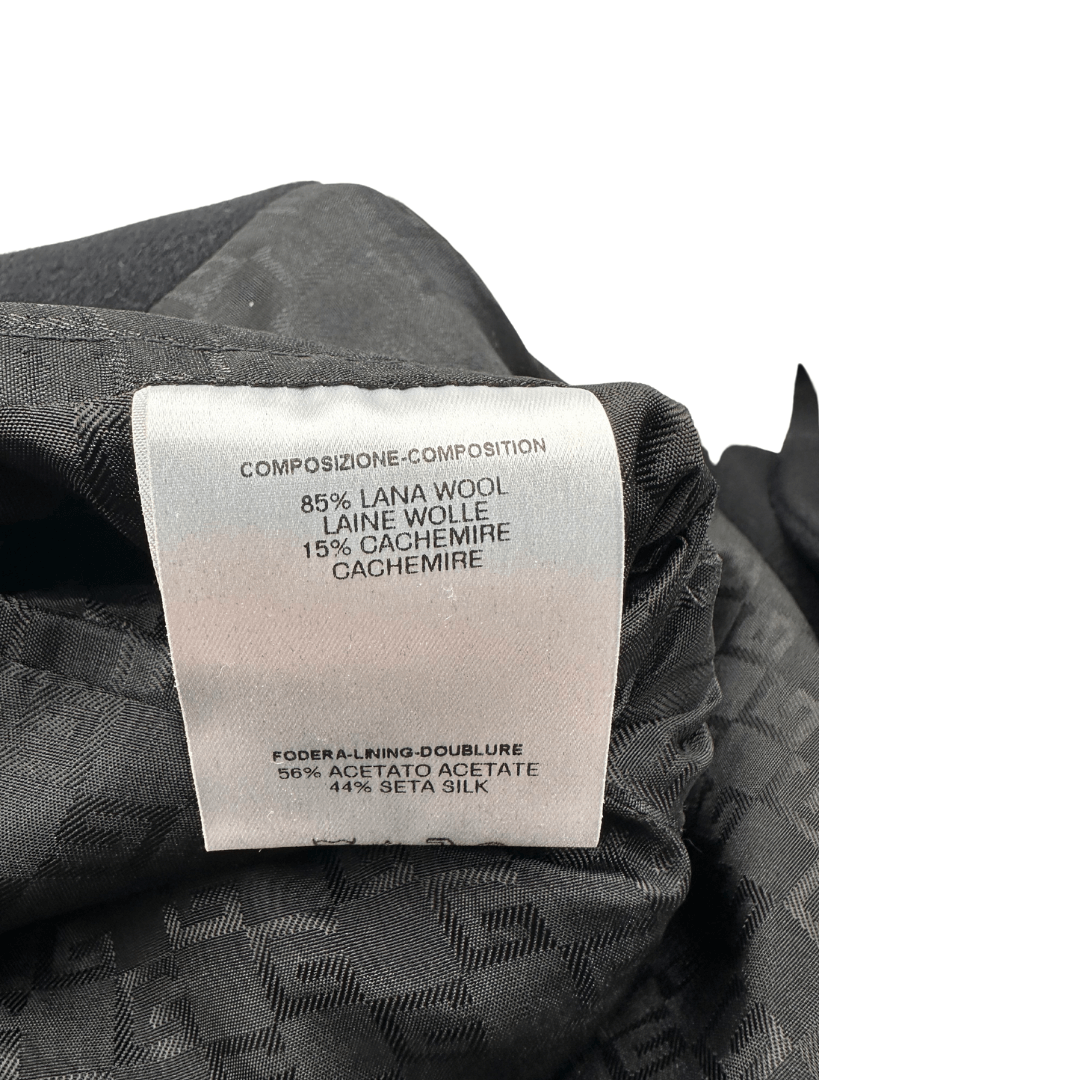 COMPOSIZIONE-COMPOSITION
85% LANA WOOL
LAINE WOLLE
15% CACHEMIRE
CACHEMIRE
FODERA-LINING-DOUBLURE
56% ACETATO ACETATE
44% SETA SILK